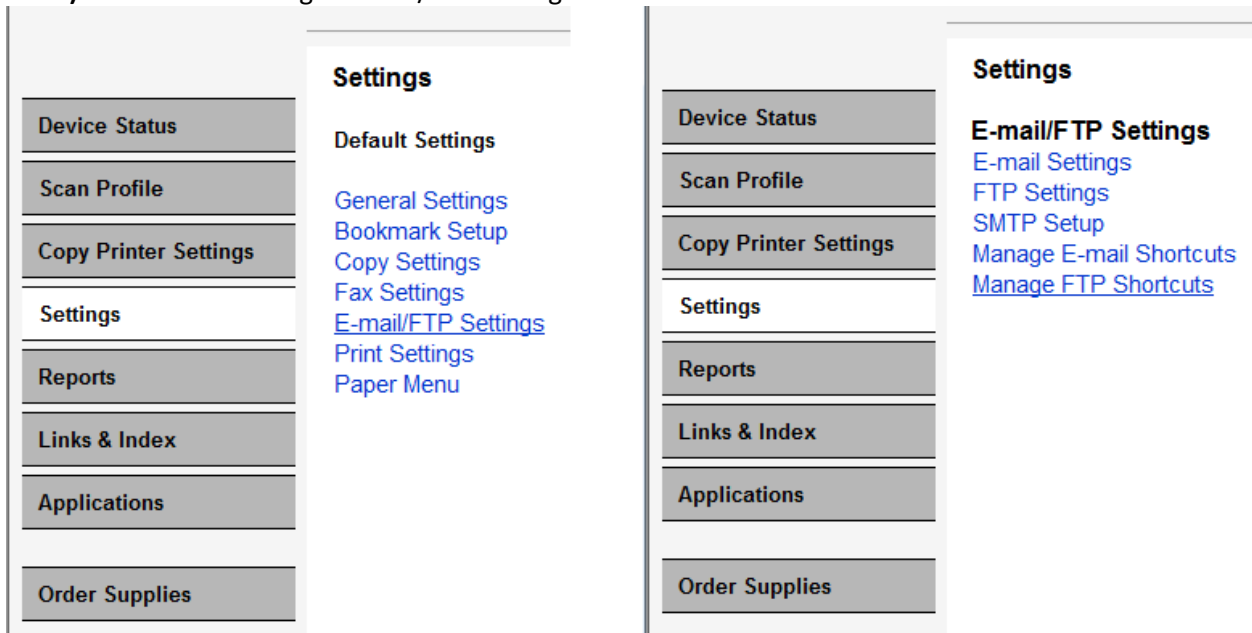 Device Status
Scan Profile
Copy Printer Settings
Settings
Reports
Links & Index
Applications
Order Supplies
Settings
Default Settings
General Settings
Bookmark Setup
Copy Settings
Fax Settings
E-mail/FTP Settings
Print Settings
Paper Menu
Device Status
Scan Profile
Copy Printer Settings
Settings
Reports
Links & Index
Applications
Order Supplies
Settings
E-mail/FTP Settings
E-mail Settings
FTP Settings
SMTP Setup
Manage E-mail Shortcuts
Manage FTP Shortcuts